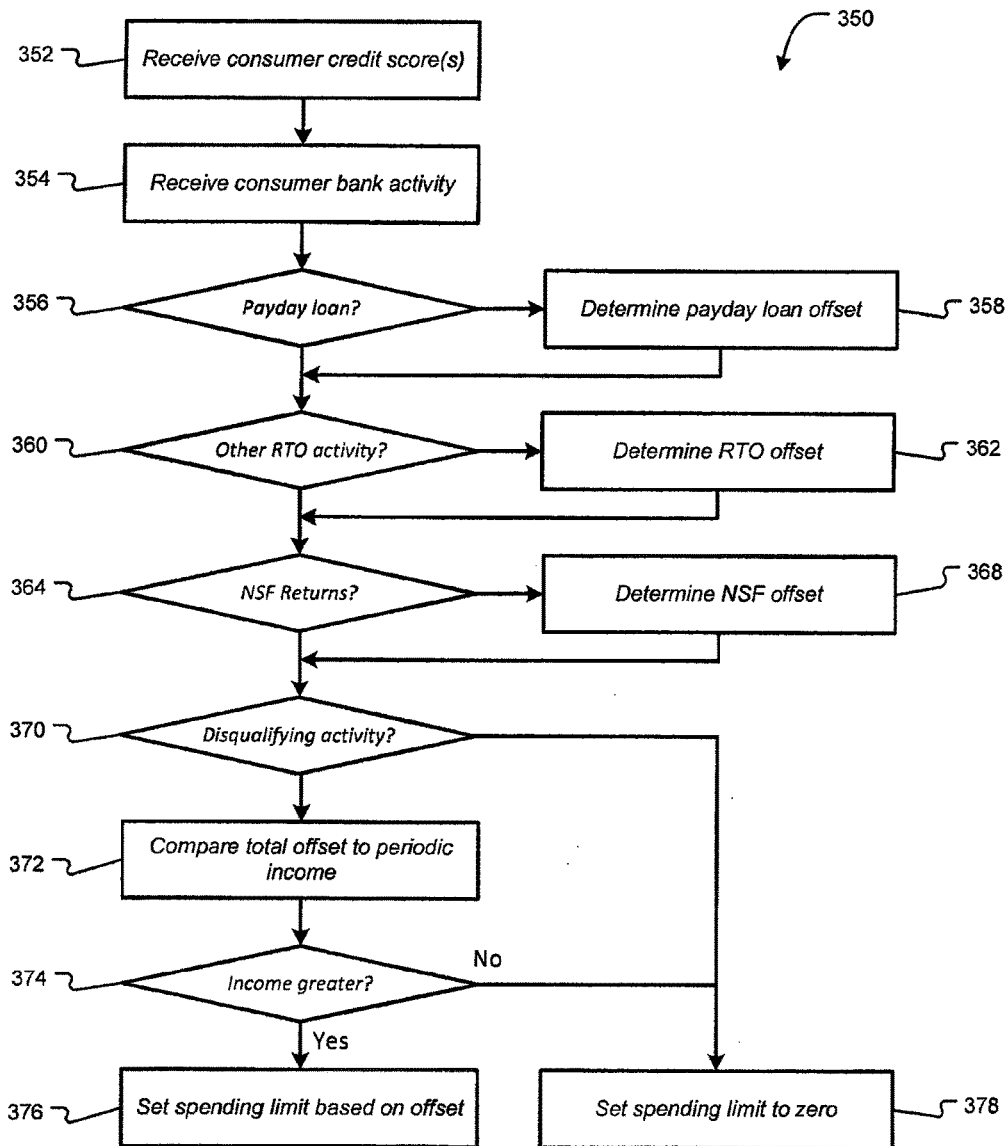 350
352
Receive consumer credit score(s)
354
Receive consumer bank activity
356
Payday loan?
Determine payday loan offset
358
360
Other RTO activity?
Determine RTO offset
362
364
NSF Returns?
Determine NSF offset
368
370
Disqualifying activity?
372
Compare total offset to periodic
income
374
Income greater?
No
Yes
376
Set spending limit based on offset
Set spending limit to zero
378